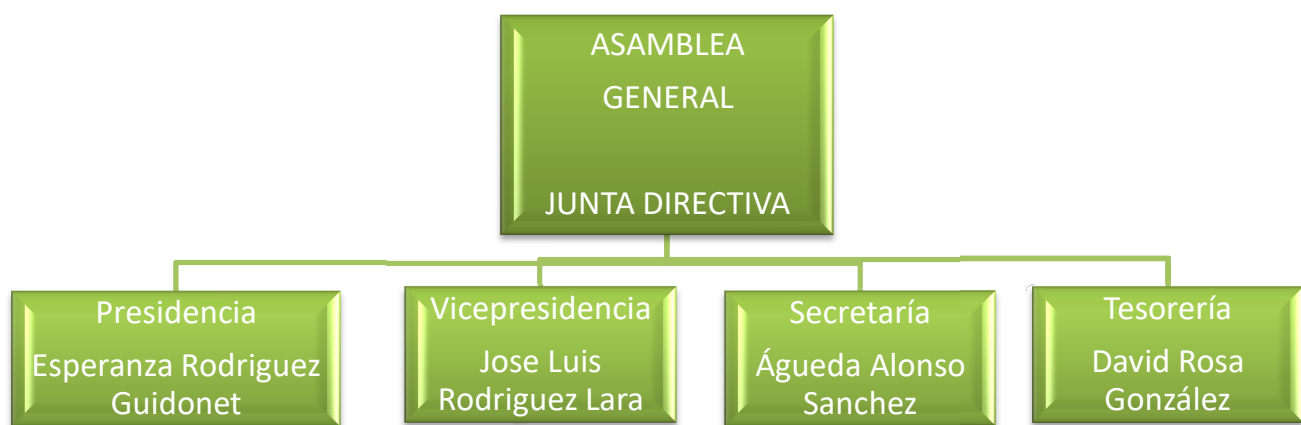 ASAMBLEA
GENERAL
JUNTA DIRECTIVA
Presidencia
Esperanza Rodriguez
Guidonet
Vicepresidencia
Jose Luis
Rodriguez Lara
Secretaría
Águeda Alonso
Sanchez
Tesorería
David Rosa
González